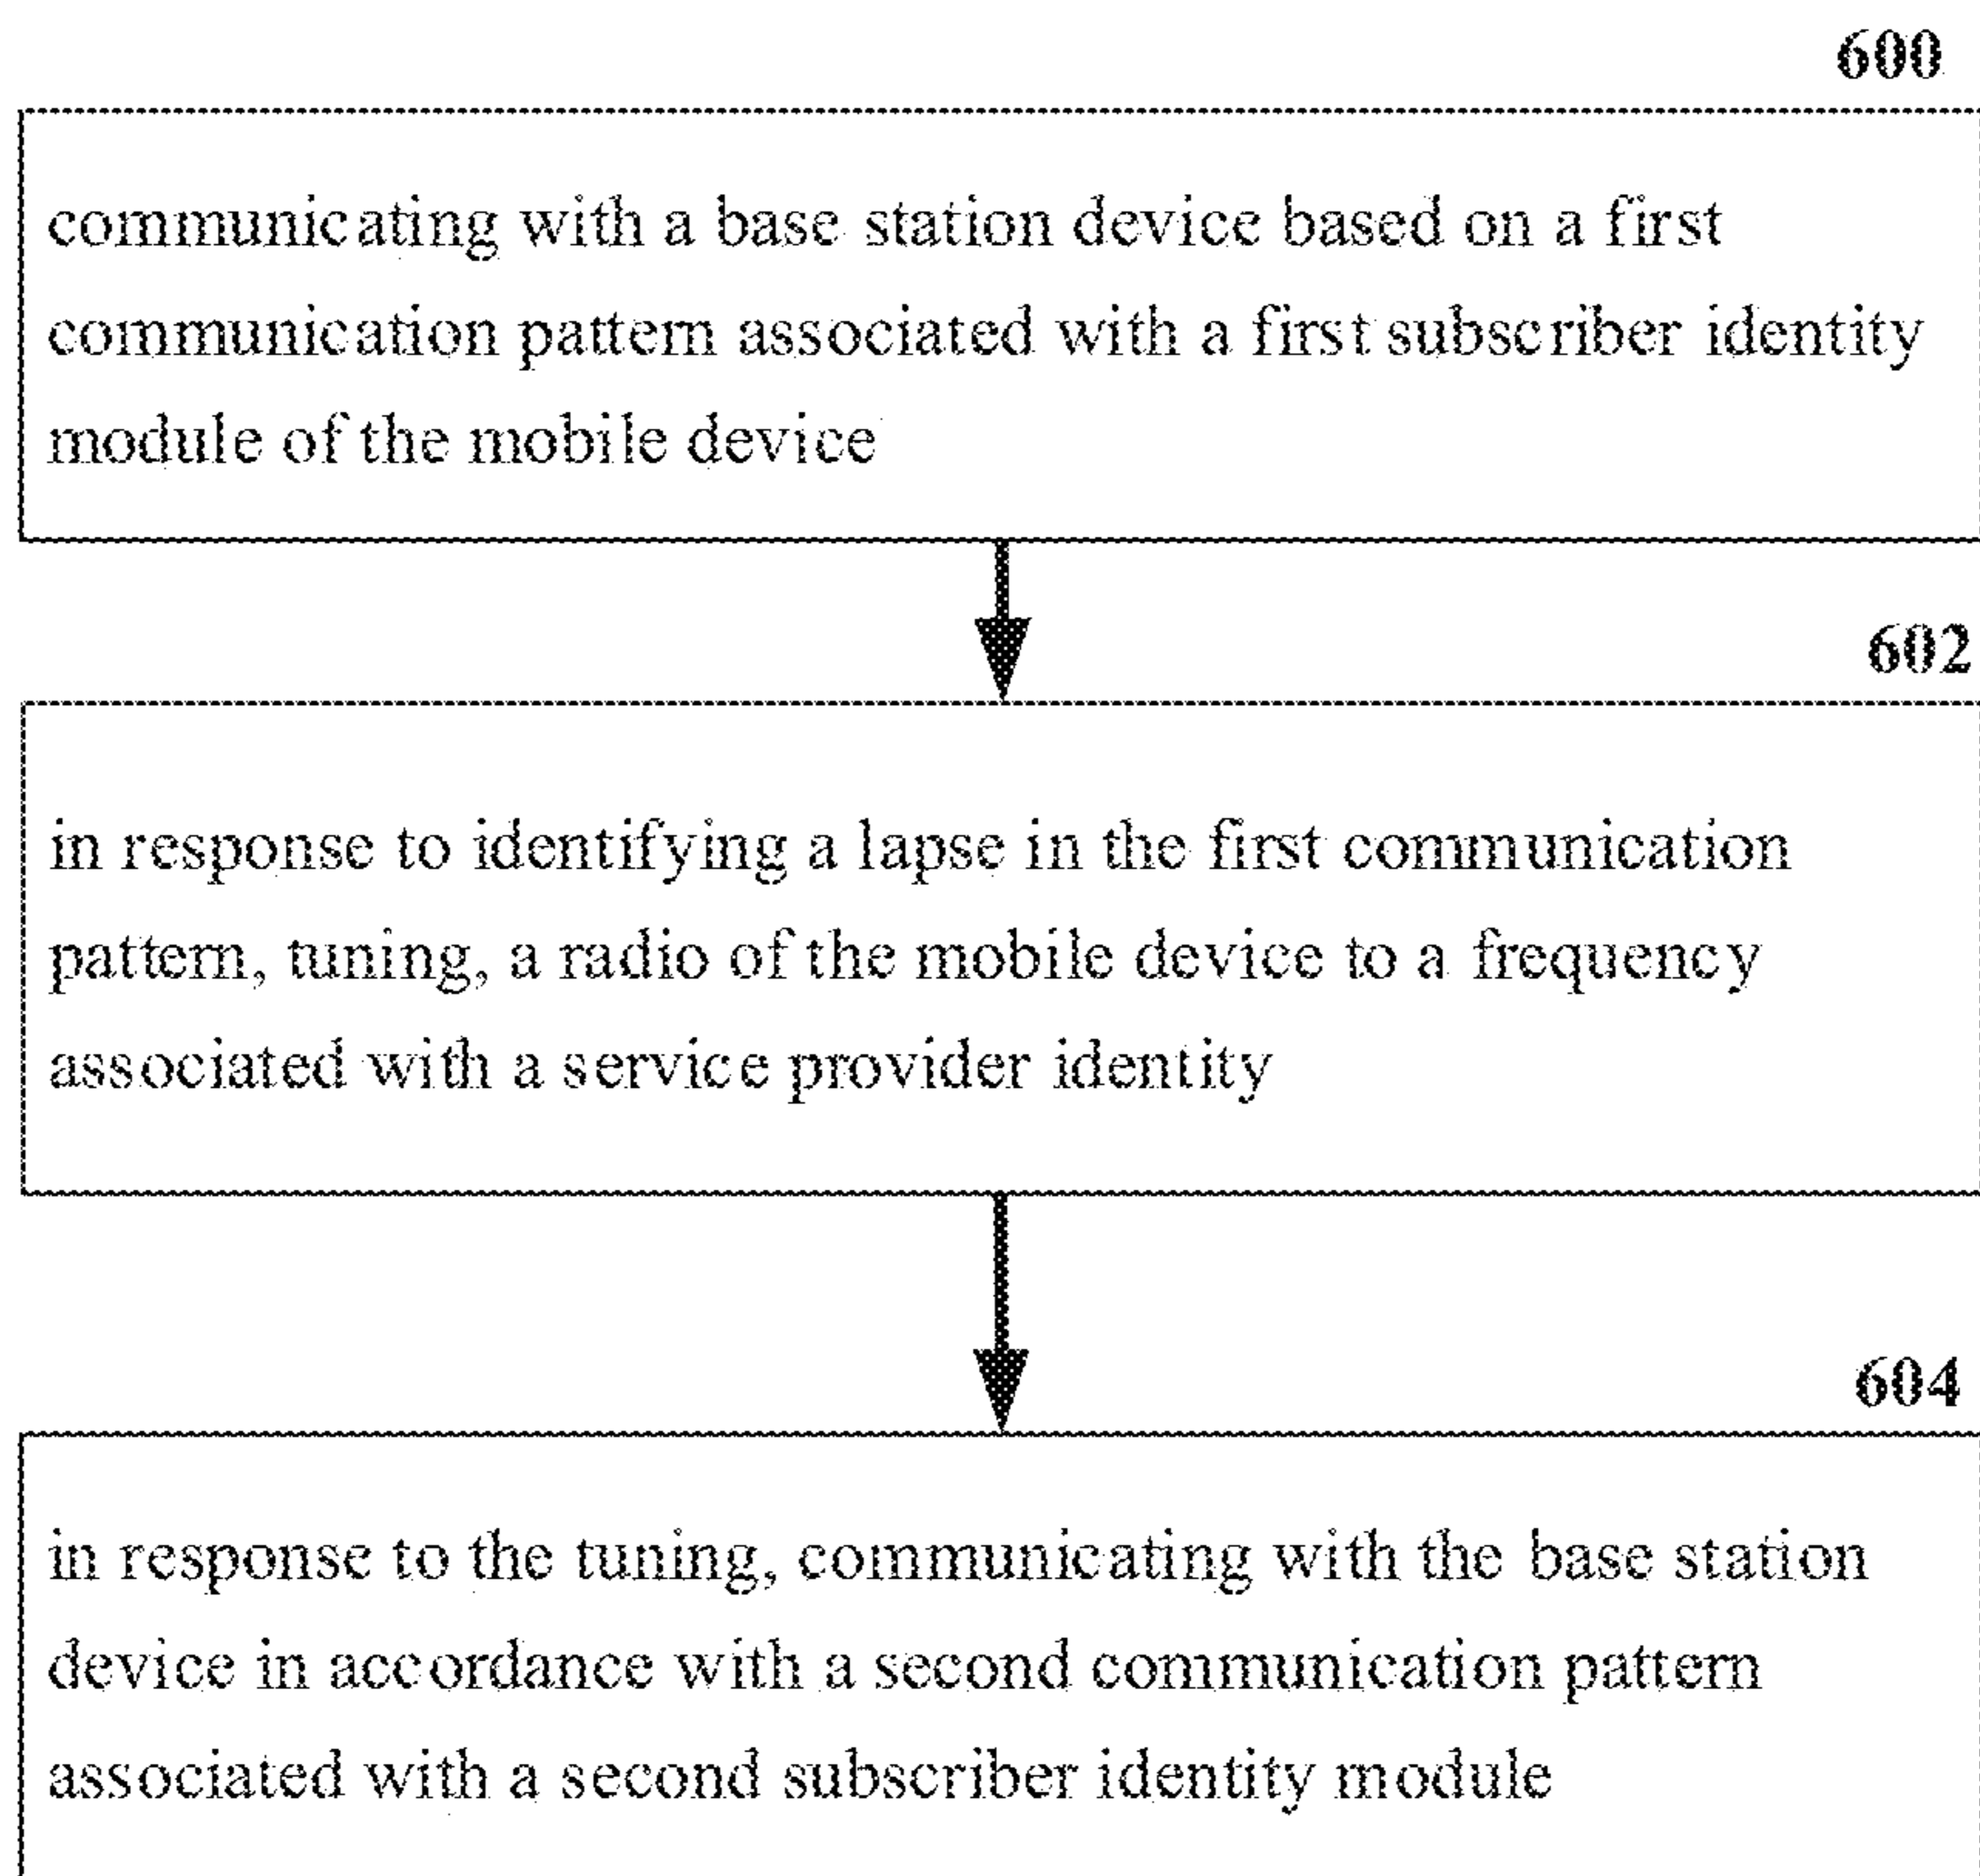 600
communicating with a base station device based on a first
communication pattern associated with a first subscriber identity
module of the mobile device
602
in response to identifying a lapse in the first communication
pattern, tuning, a radio of the mobile device to a frequency
associated with a service provider identity
604
in response to the tuning, communicating with the base station
device in accordance with a second communication pattern
associated with a second subscriber identity module